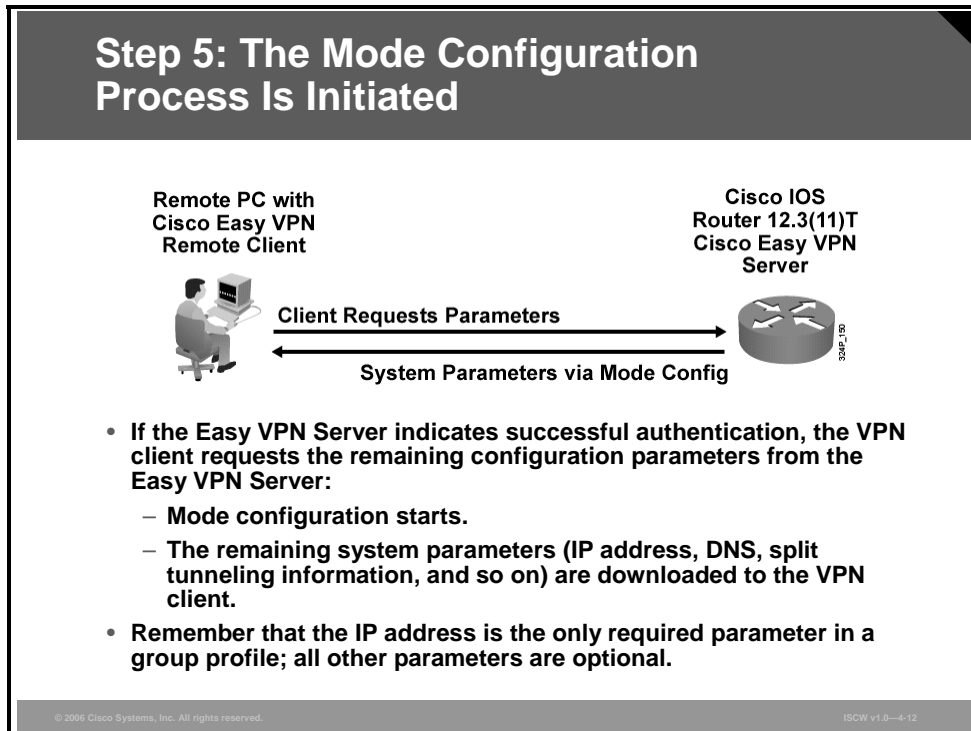 Step 5: The Mode Configuration
Process Is Initiated
Remote PC with
Cisco Easy VPN
Remote Client
Cisco IOS
Router 12.3(11)T
Cisco Easy VPN
Server
Client Requests Parameters
System Parameters via Mode Config
324P_150
• If the Easy VPN Server indicates successful authentication, the VPN
client requests the remaining configuration parameters from the
Easy VPN Server:
– Mode configuration starts.
– The remaining system parameters (IP address, DNS, split
tunneling information, and so on) are downloaded to the VPN
client.
• Remember that the IP address is the only required parameter in a
group profile; all other parameters are optional.
© 2006 Cisco Systems, Inc. All rights reserved.
ISCW v1.0—4-12